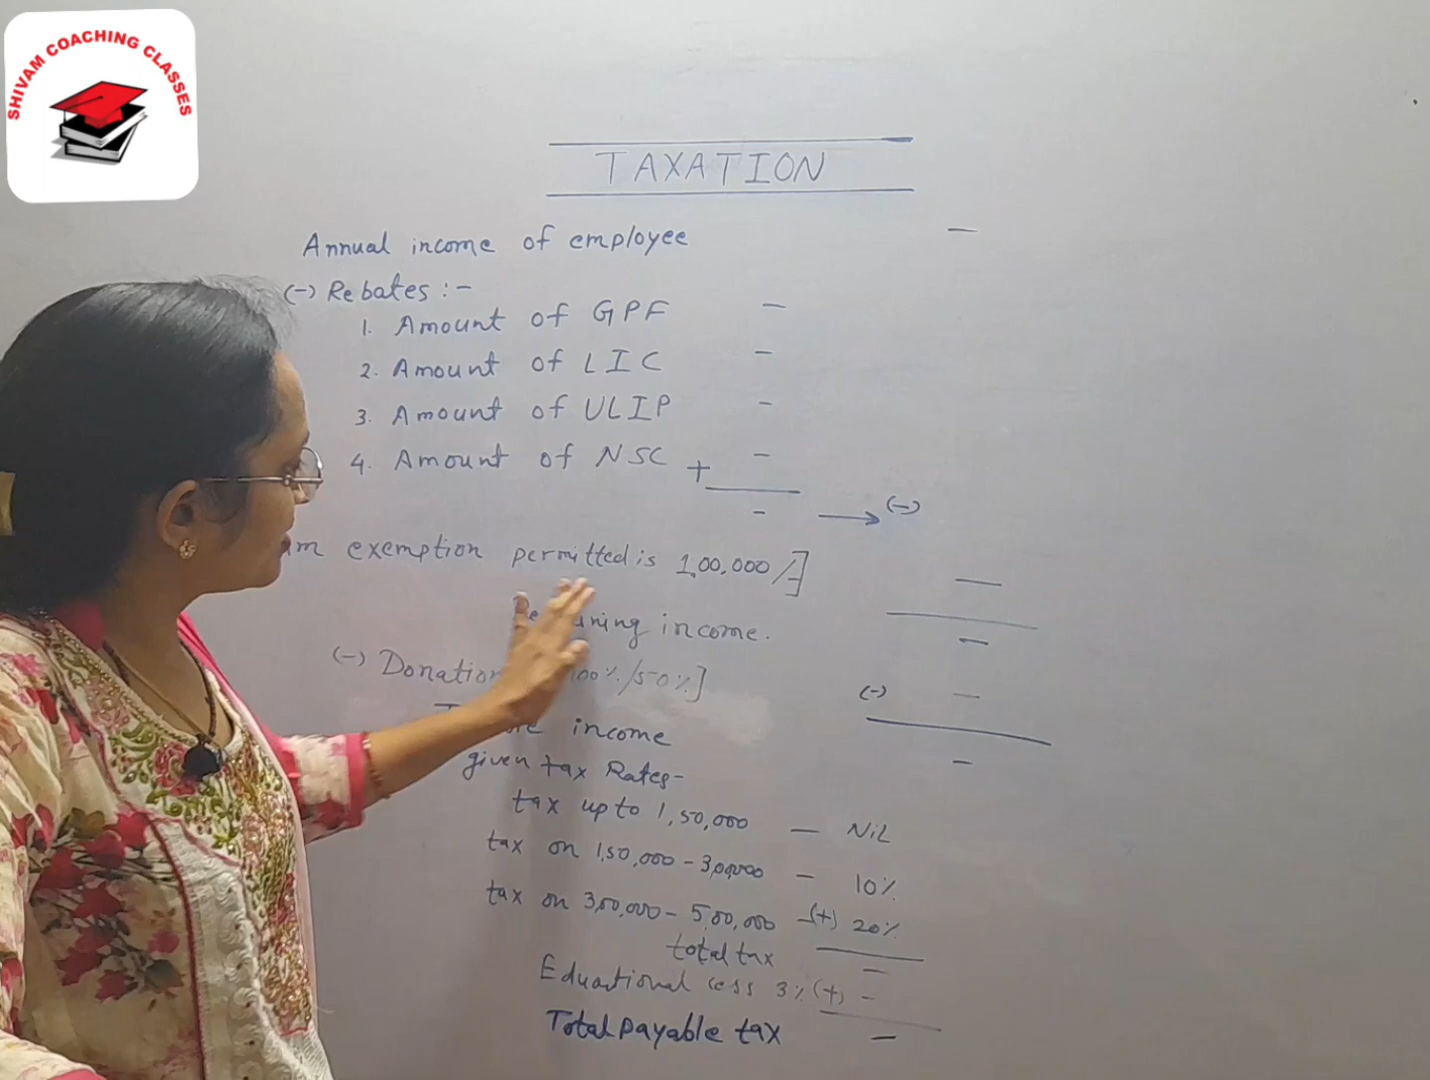 SHIVAM COACHING CLASSES
TAXATION
Annual income of employee —
(-) Rebates :-
1. Amount of GPF —
2. Amount of LIC —
3. Amount of ULIP —
4. Amount of NSC + —
- → (-)
exemption permitted is 1,00,000/-] —
income. —
(-) Donation 100%/50%] (-) —
income —
given tax Rates-
tax up to 1,50,000 — NiL
tax on 1,50,000 - 3,00,000 — 10%
tax on 3,00,000 - 5,00,000 -(+) 20%
total tax —
Eduactional cess 3% (+) —
Total payable tax —